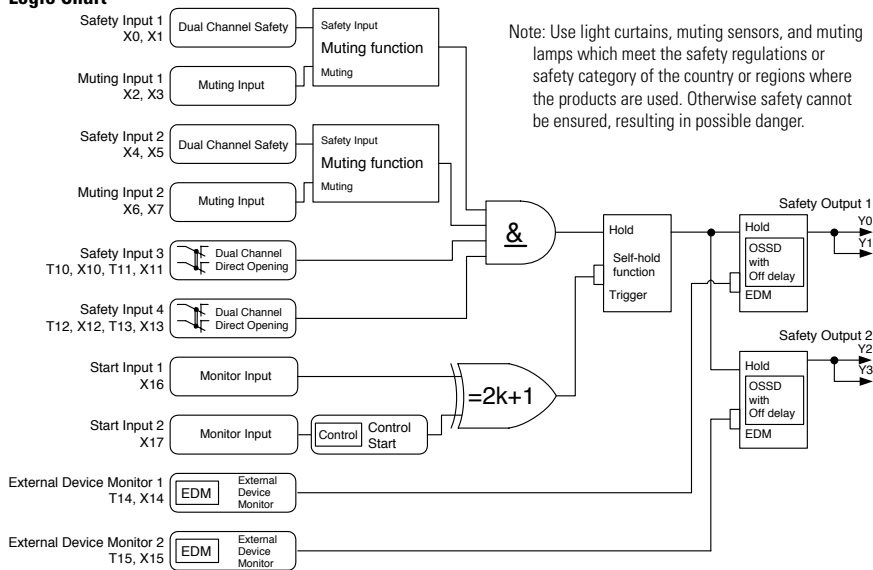 Logic Chart
Safety Input 1
X0, X1
Dual Channel Safety
Safety Input
Muting function
Muting
Muting Input 1
X2, X3
Muting Input
Note: Use light curtains, muting sensors, and muting
lamps which meet the safety regulations or
safety category of the country or regions where
the products are used. Otherwise safety cannot
be ensured, resulting in possible danger.
Safety Input 2
X4, X5
Dual Channel Safety
Safety Input
Muting function
Muting
Muting Input 2
X6, X7
Muting Input
Safety Input 3
T10, X10, T11, X11
Dual Channel
Direct Opening
Safety Input 4
T12, X12, T13, X13
Dual Channel
Direct Opening
&
Hold
Self-hold
function
Trigger
Safety Output 1
Hold
OSSD
with
Off delay
EDM
Y0
Y1
Safety Output 2
Hold
OSSD
with
Off delay
EDM
Y2
Y3
Start Input 1
X16
Monitor Input
=2k+1
Start Input 2
X17
Monitor Input
Control
Control
Start
External Device Monitor 1
T14, X14
EDM
External
Device
Monitor
External Device Monitor 2
T15, X15
EDM
External
Device
Monitor